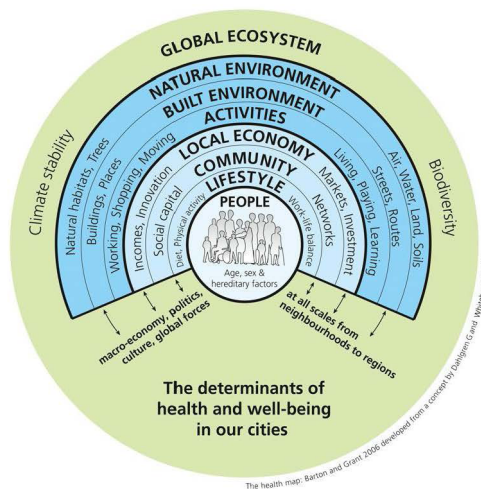 GLOBAL ECOSYSTEM
NATURAL ENVIRONMENT
BUILT ENVIRONMENT
ACTIVITIES
LOCAL ECONOMY
COMMUNITY
LIFESTYLE
PEOPLE
Age, sex &
hereditary factors
Climate stability
Natural habitats, Trees
Buildings, Places
Working, Shopping, Moving
Incomes, Innovation
Social capital
Diet, Physical activity
Work-life balance
Networks
Markets, Investment
Living, Playing, Learning
Streets, Routes
Air, Water, Land, Soils
Biodiversity
macro-economy, politics,
culture, global forces
at all scales from
neighbourhoods to regions
The determinants of
health and well-being
in our cities
The health map: Barton and Grant 2006 developed from a concept by Dahlgren G and